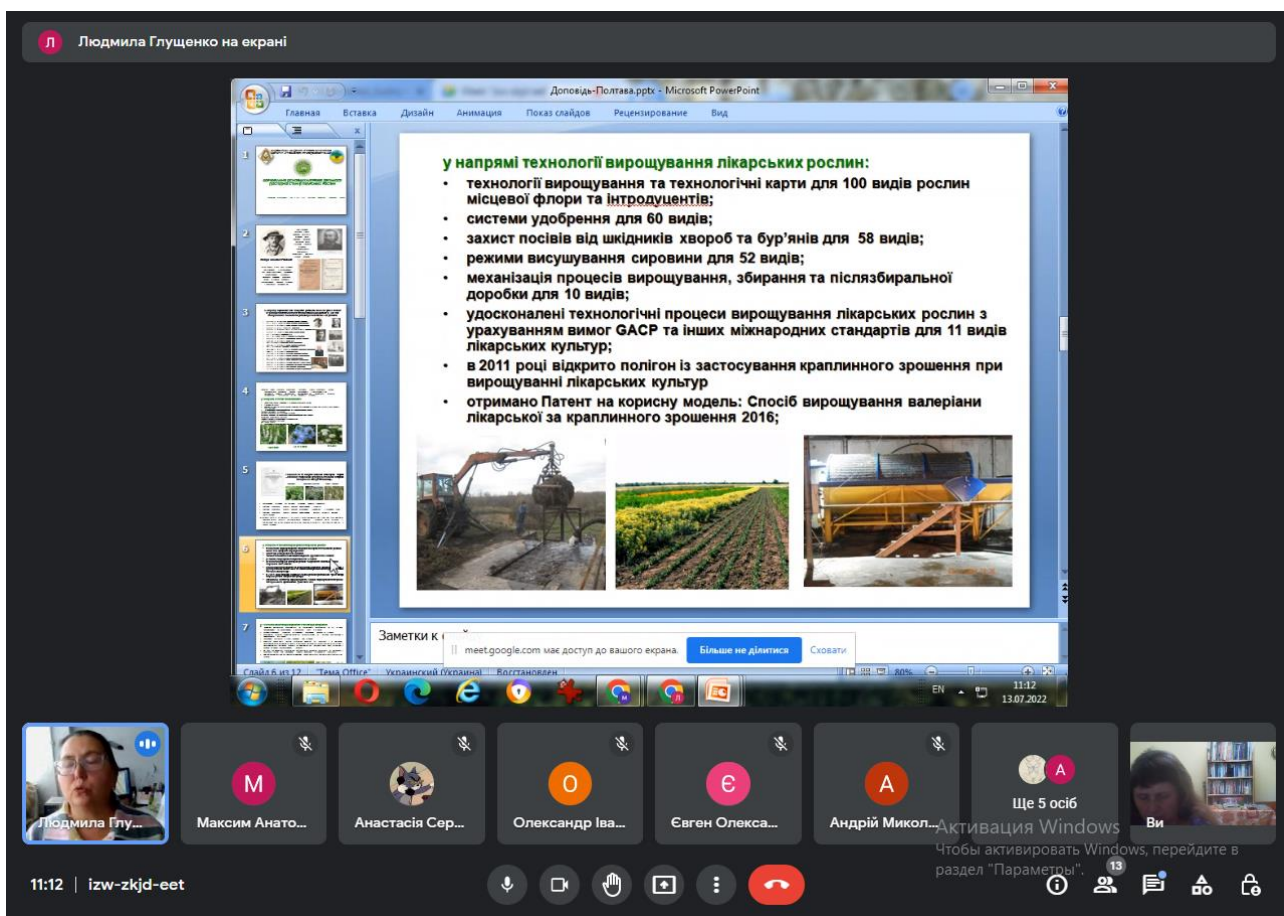 Л Людмила Глущенко на екрані
Доповідь-Полтава.pptx - Microsoft PowerPoint
Главная Вставка Дизайн Анимация Показ слайдов Рецензирование Вид
1
2
3
4
5
6
7
у напрямі технології вирощування лікарських рослин:
• технології вирощування та технологічні карти для 100 видів рослин
місцевої флори та інтродуцентів;
• системи удобрення для 60 видів;
• захист посівів від шкідників хвороб та бур’янів для 58 видів;
• режими висушування сировини для 52 видів;
• механізація процесів вирощування, збирання та післязбиральної
доробки для 10 видів;
• удосконалені технологічні процеси вирощування лікарських рослин з
урахуванням вимог GACP та інших міжнародних стандартів для 11 видів
лікарських культур;
• в 2011 році відкрито полігон із застосування краплинного зрошення при
вирощуванні лікарських культур
• отримано Патент на корисну модель: Спосіб вирощування валеріани
лікарської за краплинного зрошення 2016;
Заметки к
meet.google.com має доступ до вашого екрана. Більше не ділитися Сховати
Слайд 6 из 12 "Тема Office" Украинский (Украина) Восстановлен 80%
EN 11:12
13.07.2022
Людмила Глу...
М Максим Анато...
Анастасія Сер...
О Олександр Іва...
Є Євген Олекса...
А Андрій Микол...
А Ще 5 осіб
Ви
Активация Windows
Чтобы активировать Windows, перейдите в
раздел "Параметры".
11:12 | izw-zkjd-eet
13